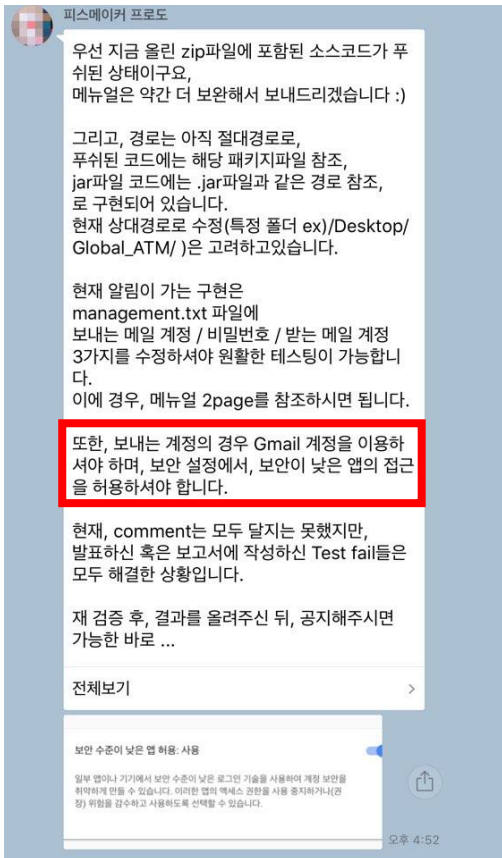 피스메이커 프로도
우선 지금 올린 zip파일에 포함된 소스코드가 푸
쉬된 상태이구요,
메뉴얼은 약간 더 보완해서 보내드리겠습니다 :)
그리고, 경로는 아직 절대경로로,
푸쉬된 코드에는 해당 패키지파일 참조,
jar파일 코드에는 .jar파일과 같은 경로 참조,
로 구현되어 있습니다.
현재 상대경로로 수정(특정 폴더 ex)/Desktop/
Global_ATM/ )은 고려하고있습니다.
현재 알림이 가는 구현은
management.txt 파일에
보내는 메일 계정 / 비밀번호 / 받는 메일 계정
3가지를 수정하셔야 원활한 테스팅이 가능합니
다.
이에 경우, 메뉴얼 2page를 참조하시면 됩니다.
또한, 보내는 계정의 경우 Gmail 계정을 이용하
셔야 하며, 보안 설정에서, 보안이 낮은 앱의 접근
을 허용하셔야 합니다.
현재, comment는 모두 달지는 못했지만,
발표하신 혹은 보고서에 작성하신 Test fail들은
모두 해결한 상황입니다.
재 검증 후, 결과를 올려주신 뒤, 공지해주시면
가능한 바로 ...
전체보기
보안 수준이 낮은 앱 허용: 사용
일부 앱이나 기기에서 보안 수준이 낮은 로그인 기술을 사용하여 계정 보안을
취약하게 만들 수 있습니다. 이러한 앱의 액세스 권한을 사용 중지하거나(권
장) 위험을 감수하고 사용하도록 선택할 수 있습니다.
오후 4:52